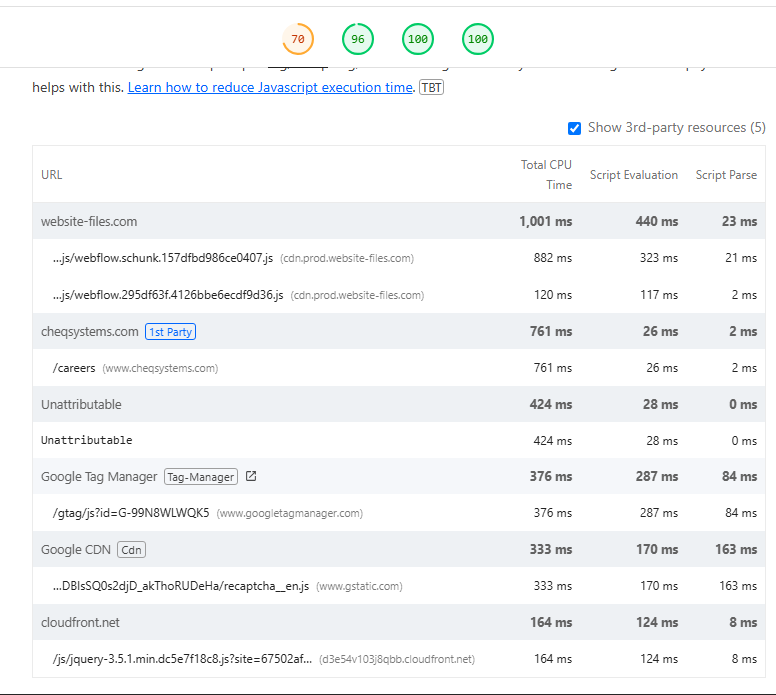 70 96 100 100
helps with this. Learn how to reduce Javascript execution time. TBT
Show 3rd-party resources (5)
URL Total CPU Time Script Evaluation Script Parse
website-files.com 1,001 ms 440 ms 23 ms
...js/webflow.schunk.157dfbd986ce0407.js (cdn.prod.website-files.com) 882 ms 323 ms 21 ms
...js/webflow.295df63f.4126bbe6ecdf9d36.js (cdn.prod.website-files.com) 120 ms 117 ms 2 ms
cheqsystems.com 1st Party 761 ms 26 ms 2 ms
/careers (www.cheqsystems.com) 761 ms 26 ms 2 ms
Unattributable 424 ms 28 ms 0 ms
Unattributable 424 ms 28 ms 0 ms
Google Tag Manager Tag-Manager 376 ms 287 ms 84 ms
/gtag/js?id=G-99N8WLWQK5 (www.googletagmanager.com) 376 ms 287 ms 84 ms
Google CDN Cdn 333 ms 170 ms 163 ms
...DBIsSQ0s2djD_akThoRUDeHa/recaptcha__en.js (www.gstatic.com) 333 ms 170 ms 163 ms
cloudfront.net 164 ms 124 ms 8 ms
/js/jquery-3.5.1.min.dc5e7f18c8.js?site=67502af... (d3e54v103j8qbb.cloudfront.net) 164 ms 124 ms 8 ms